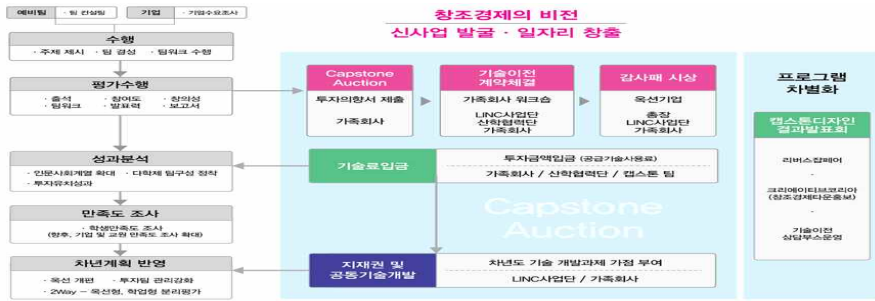 예비팀
· 팀 컨설팅
기업
· 기업수요조사
수행
· 주제 제시 · 팀 결성 · 팀워크 수행
평가수행
· 출석 · 참여도 · 창의성
· 팀워크 · 발표력 · 보고서
성과분석
· 인문사회계열 확대 · 다학제 팀구성 정착
· 투자유치성과
만족도 조사
· 학생만족도 조사
(향후, 기업 및 교원 만족도 조사 확대)
차년계획 반영
· 옥션 개편 · 투자팀 관리강화
· 2Way – 옥션형, 학업형 분리평가
창조경제의 비전
신사업 발굴 · 일자리 창출
Capstone
Auction
투자의향서 제출
가족회사
기술이전
계약체결
가족회사 워크숍
LINC사업단
산학협력단
가족회사
감사패 시상
옥션기업
총장
LINC사업단
가족회사
기술료입금
투자금액입금 (공급기술사용료)
가족회사 / 산학협력단 / 캡스톤 팀
Capstone
Auction
지재권 및
공동기술개발
차년도 기술 개발과제 가점 부여
LINC사업단 / 가족회사
프로그램
차별화
캡스톤디자인
결과발표회
리버스잡페어
·
크리에이티브코리아
(창조경제타운홍보)
·
기술이전
상담부스운영